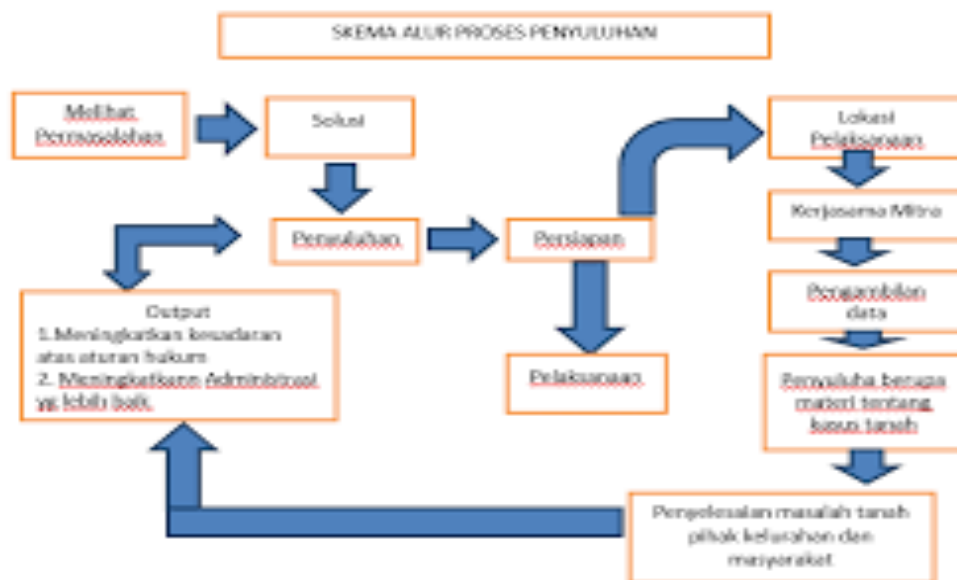 SKEMA ALUR PROSES PENYULUHAN
Melihat
Permasalahan
Solusi
Lokasi
Pelaksanaan
Kerjasama Mitra
Penyuluhan
Persiapan
Pengambilan
data
Output
1.Meningkatkan kesadaran
atas aturan hukum
2. Meningkatkann Administrasi
yg lebih baik
Pelaksanaan
Penyuluha berupa
materi tentang
kasus tanah
Penyelesaian masalah tanah
pihak kelurahan dan
masyarakat